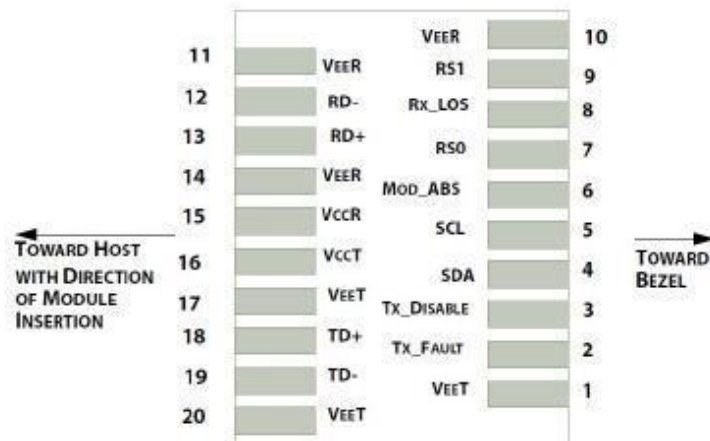 VEER 10
11 VEER
RS1 9
12 RD-
RX_LOS 8
13 RD+
RS0 7
14 VEER
MOD_ABS 6
15 VCCR
SCL 5
TOWARD HOST
WITH DIRECTION
OF MODULE
INSERTION
TOWARD
BEZEL
16 VCCT
SDA 4
17 VEET
TX_DISABLE 3
18 TD+
TX_FAULT 2
19 TD-
VEET 1
20 VEET